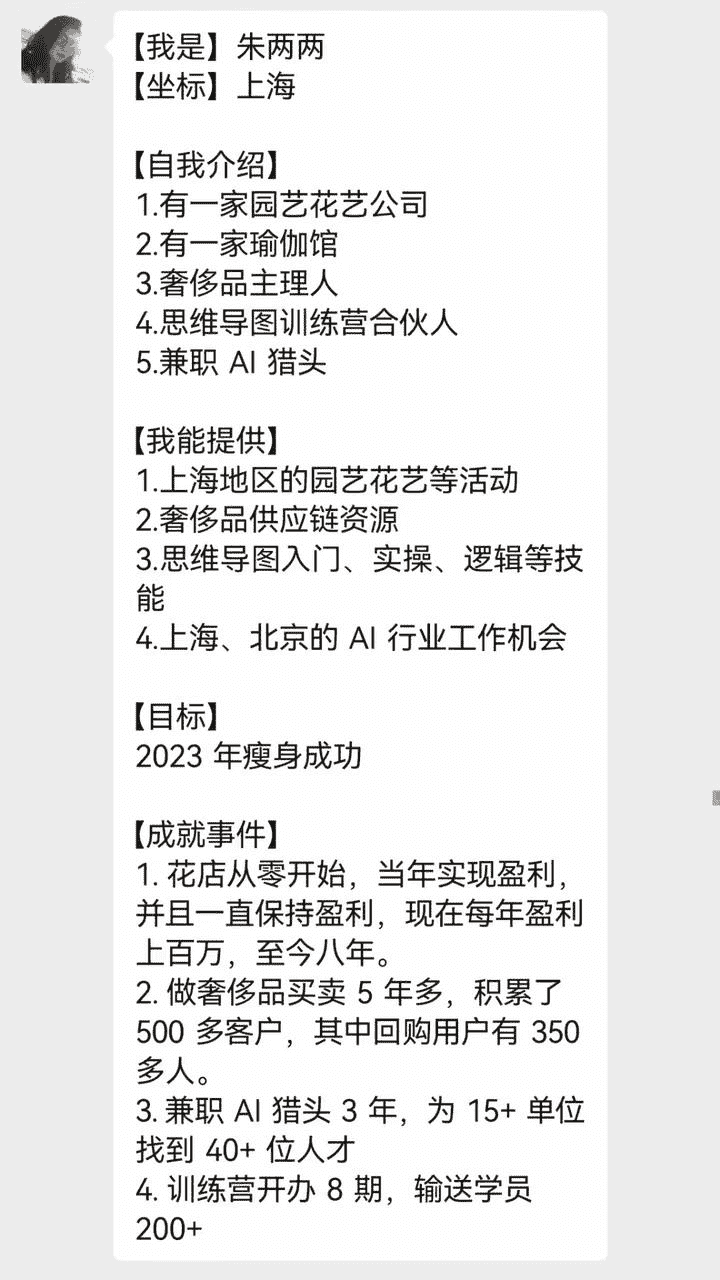 【我是】朱两两
【坐标】上海
【自我介绍】
1.有一家园艺花艺公司
2.有一家瑜伽馆
3.奢侈品主理人
4.思维导图训练营合伙人
5.兼职 AI 猎头
【我能提供】
1.上海地区的园艺花艺等活动
2.奢侈品供应链资源
3.思维导图入门、实操、逻辑等技
能
4.上海、北京的 AI 行业工作机会
【目标】
2023 年瘦身成功
【成就事件】
1. 花店从零开始，当年实现盈利，
并且一直保持盈利，现在每年盈利
上百万，至今八年。
2. 做奢侈品买卖 5 年多，积累了
500 多客户，其中回购用户有 350
多人。
3. 兼职 AI 猎头 3 年，为 15+ 单位
找到 40+ 位人才
4. 训练营开办 8 期，输送学员
200+